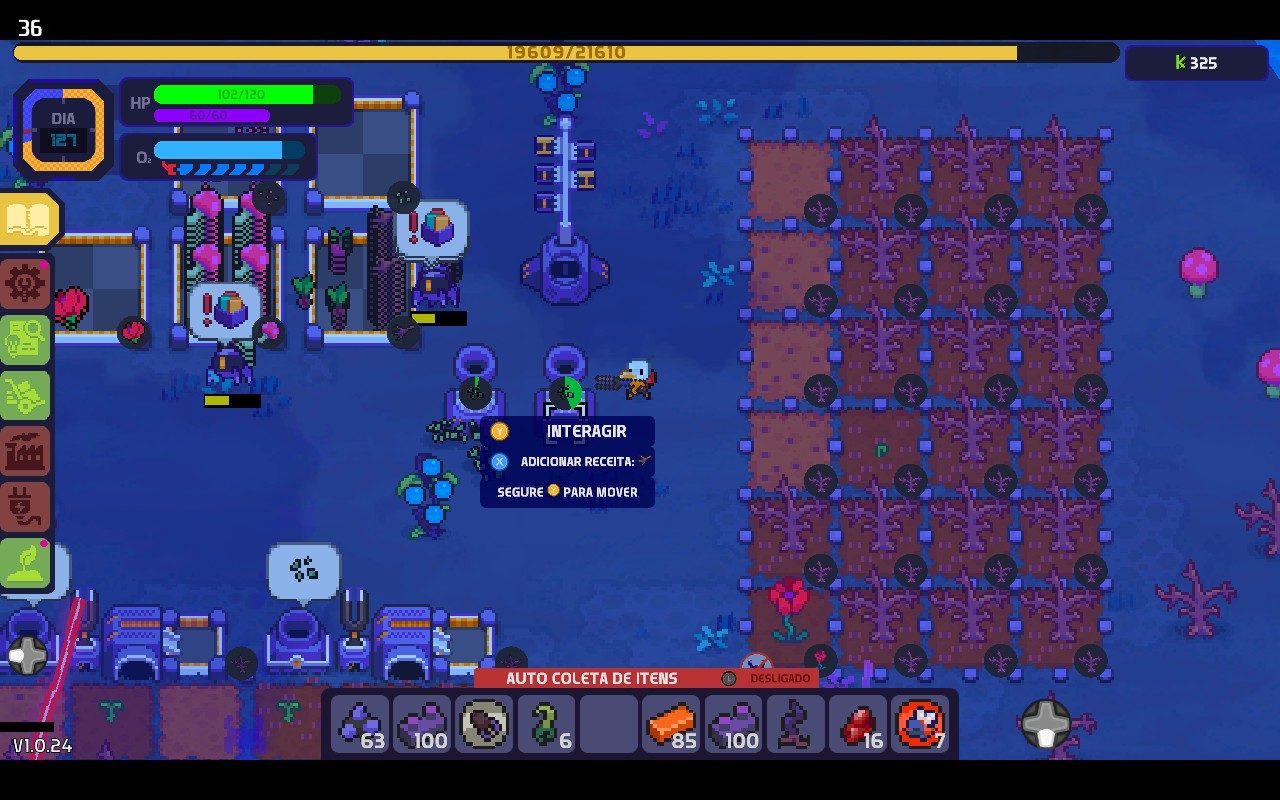 36
19609/21610
K 325
HP 102/120
60/60
DIA
127
O₂
INTERAGIR
ADICIONAR RECEITA:
SEGURE Y PARA MOVER
AUTO COLETA DE ITENS L DESLIGADO
63
100
6
85
100
16
7
V1.0.24